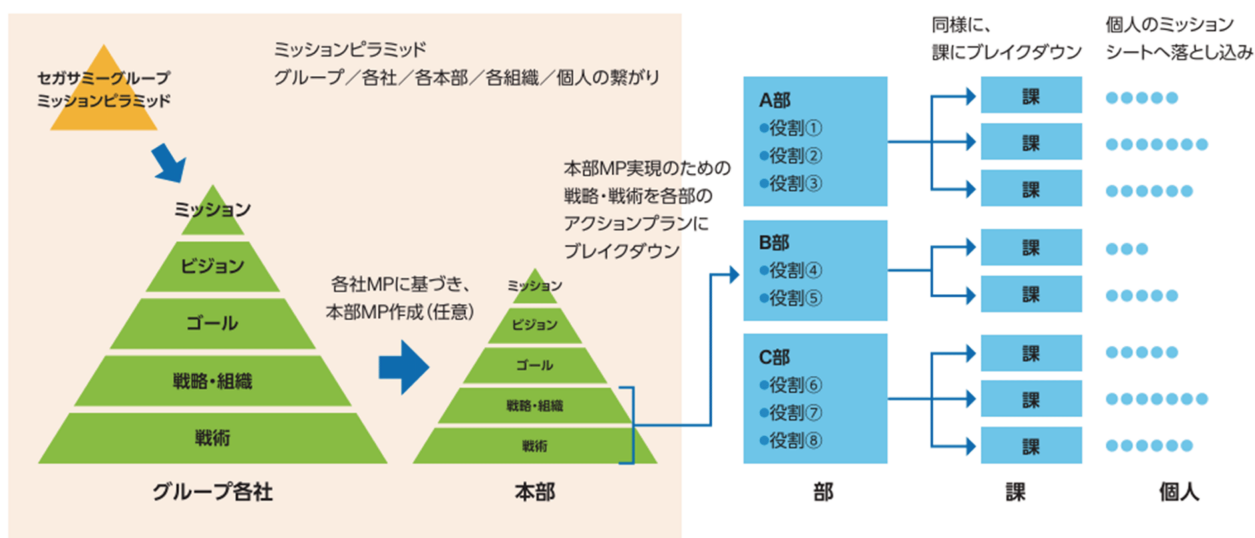 セガサミーグループ
ミッションピラミッド
ミッションピラミッド
グループ／各社／各本部／各組織／個人の繋がり
ミッション
ビジョン
ゴール
戦略・組織
戦術
グループ各社
各社MPに基づき、
本部MP作成（任意）
ミッション
ビジョン
ゴール
戦略・組織
戦術
本部
本部MP実現のための
戦略・戦術を各部の
アクションプランに
ブレイクダウン
A部
●役割①
●役割②
●役割③
B部
●役割④
●役割⑤
C部
●役割⑥
●役割⑦
●役割⑧
部
同様に、
課にブレイクダウン
課
課
課
課
課
課
課
課
課
個人のミッション
シートへ落とし込み
個人